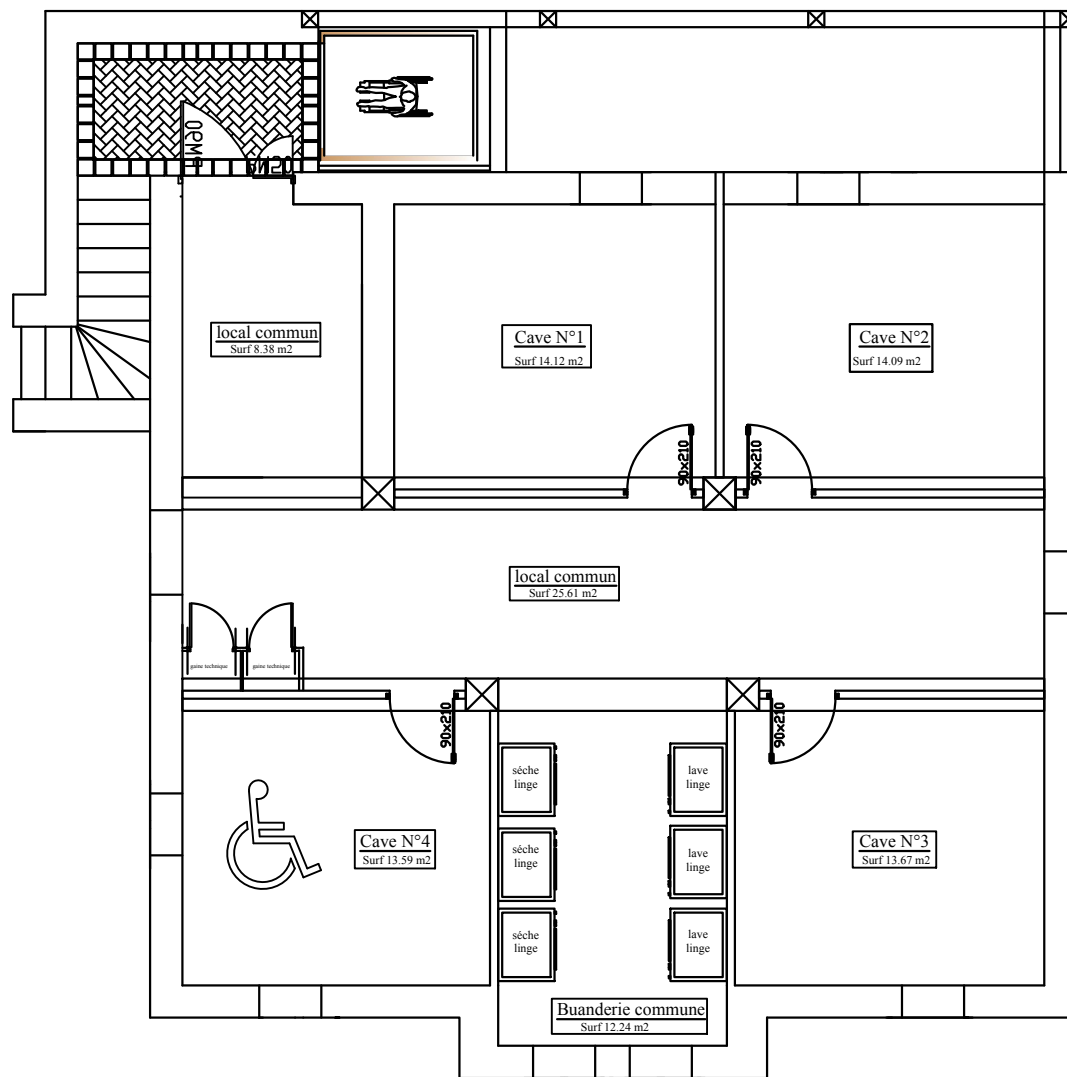 PM90
local commun
Surf 8.38 m2
Cave N°1
Surf 14.12 m2
Cave N°2
Surf 14.09 m2
90x210
90x210
local commun
Surf 25.61 m2
gaine technique
gaine technique
90x210
90x210
séche
linge
lave
linge
Cave N°4
Surf 13.59 m2
séche
linge
lave
linge
Cave N°3
Surf 13.67 m2
séche
linge
lave
linge
Buanderie commune
Surf 12.24 m2